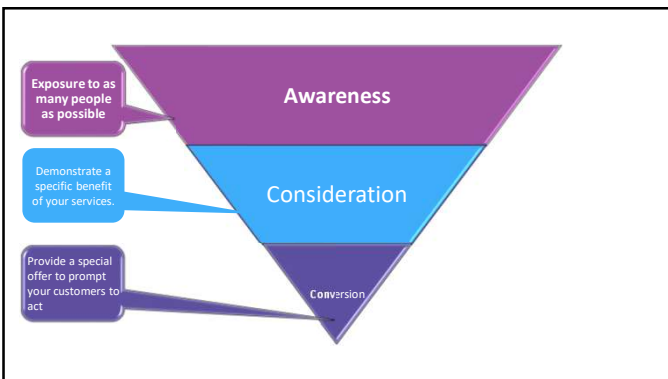 Exposure to as
many people
as possible
Awareness
Demonstrate a
specific benefit
of your services.
Consideration
Provide a special
offer to prompt
your customers to
act
Conversion